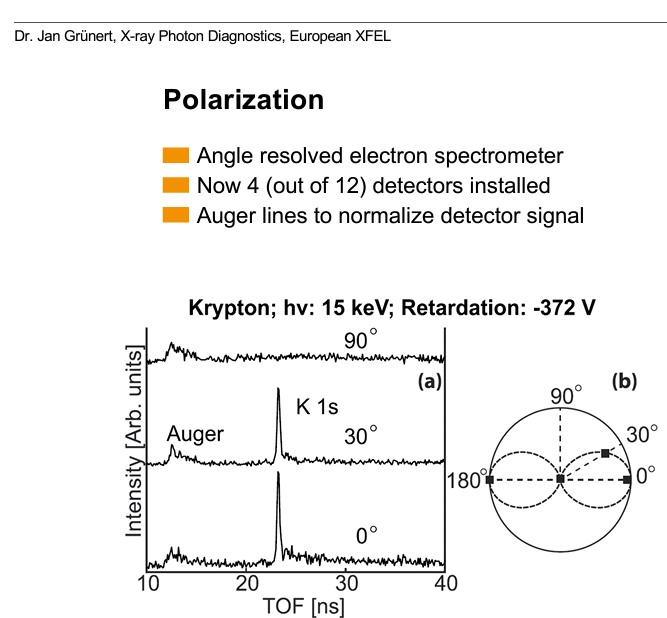 Dr. Jan Grünert, X-ray Photon Diagnostics, European XFEL
Polarization
Angle resolved electron spectrometer
Now 4 (out of 12) detectors installed
Auger lines to normalize detector signal
Krypton; hν: 15 keV; Retardation: -372 V
Intensity [Arb. units]
90°
(a)
K 1s
Auger
30°
0°
10 20 30 40
TOF [ns]
(b)
90°
30°
180°
0°